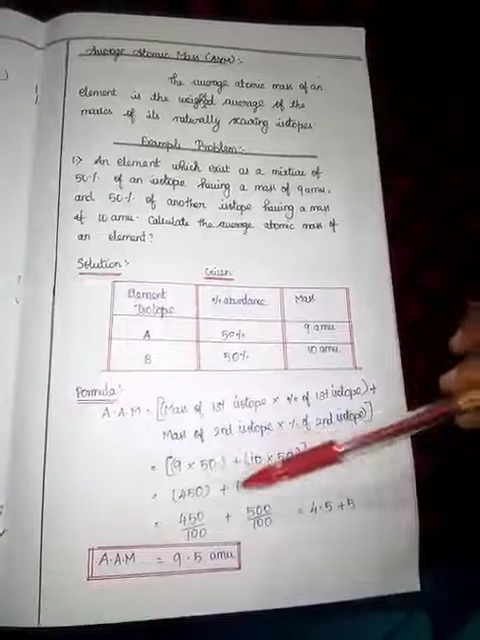 Average Atomic Mass (AAM):-
The average atomic mass of an
element is the weighed average of the
masses of its naturally occuring isotopes
Example Problem:-
1) An element which exist as a mixture of
50% of an isotope having a mass of 9 amu,
and 50% of another isotope having a mass
of 10 amu. Calculate the average atomic mass of
an element?
Solution:-
Given
Element Isotope % abundance Mass
A 50% 9 amu
B 50% 10 amu
Formula:-
A.A.M = [(Mass of 1st isotope x % of 1st isotope) +
Mass of 2nd isotope x % of 2nd isotope)]
= [(9 x 50) + (10 x 50)]
= (450) + (
= 450/100 + 500/100 = 4.5 + 5
A.A.M = 9.5 amu